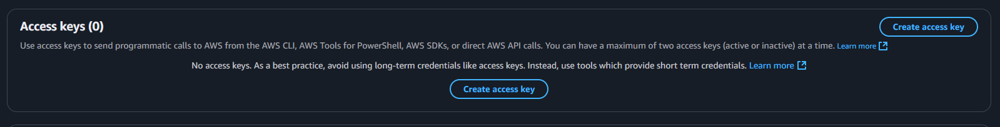 Access keys (0)
Create access key
Use access keys to send programmatic calls to AWS from the AWS CLI, AWS Tools for PowerShell, AWS SDKs, or direct AWS API calls. You can have a maximum of two access keys (active or inactive) at a time. Learn more
No access keys. As a best practice, avoid using long-term credentials like access keys. Instead, use tools which provide short term credentials. Learn more
Create access key